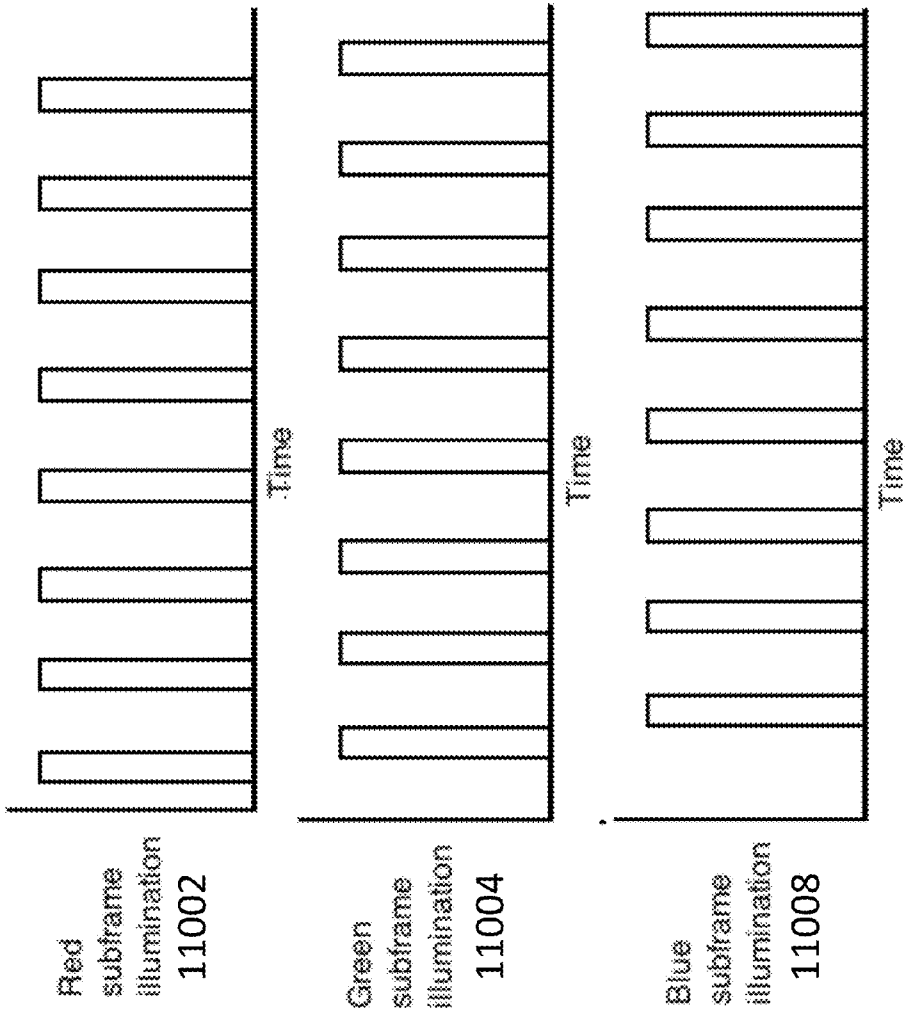 Red
subframe
illumination
11002
Time
Green
subframe
illumination
11004
Time
Blue
subframe
illumination
11008
Time